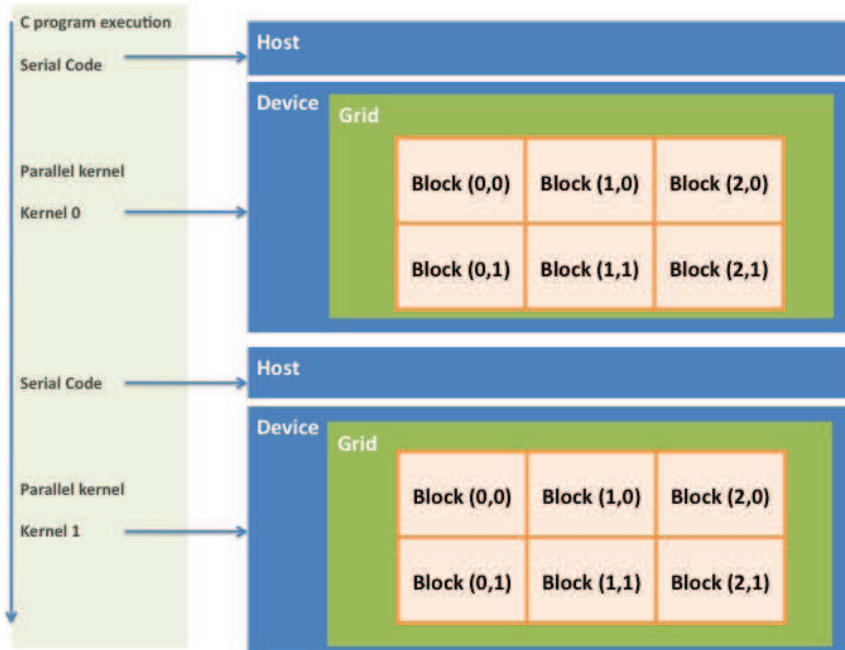 C program execution
Serial Code
Host
Device
Grid
Parallel kernel
Kernel 0
Block (0,0) Block (1,0) Block (2,0)
Block (0,1) Block (1,1) Block (2,1)
Serial Code
Host
Device
Grid
Parallel kernel
Kernel 1
Block (0,0) Block (1,0) Block (2,0)
Block (0,1) Block (1,1) Block (2,1)